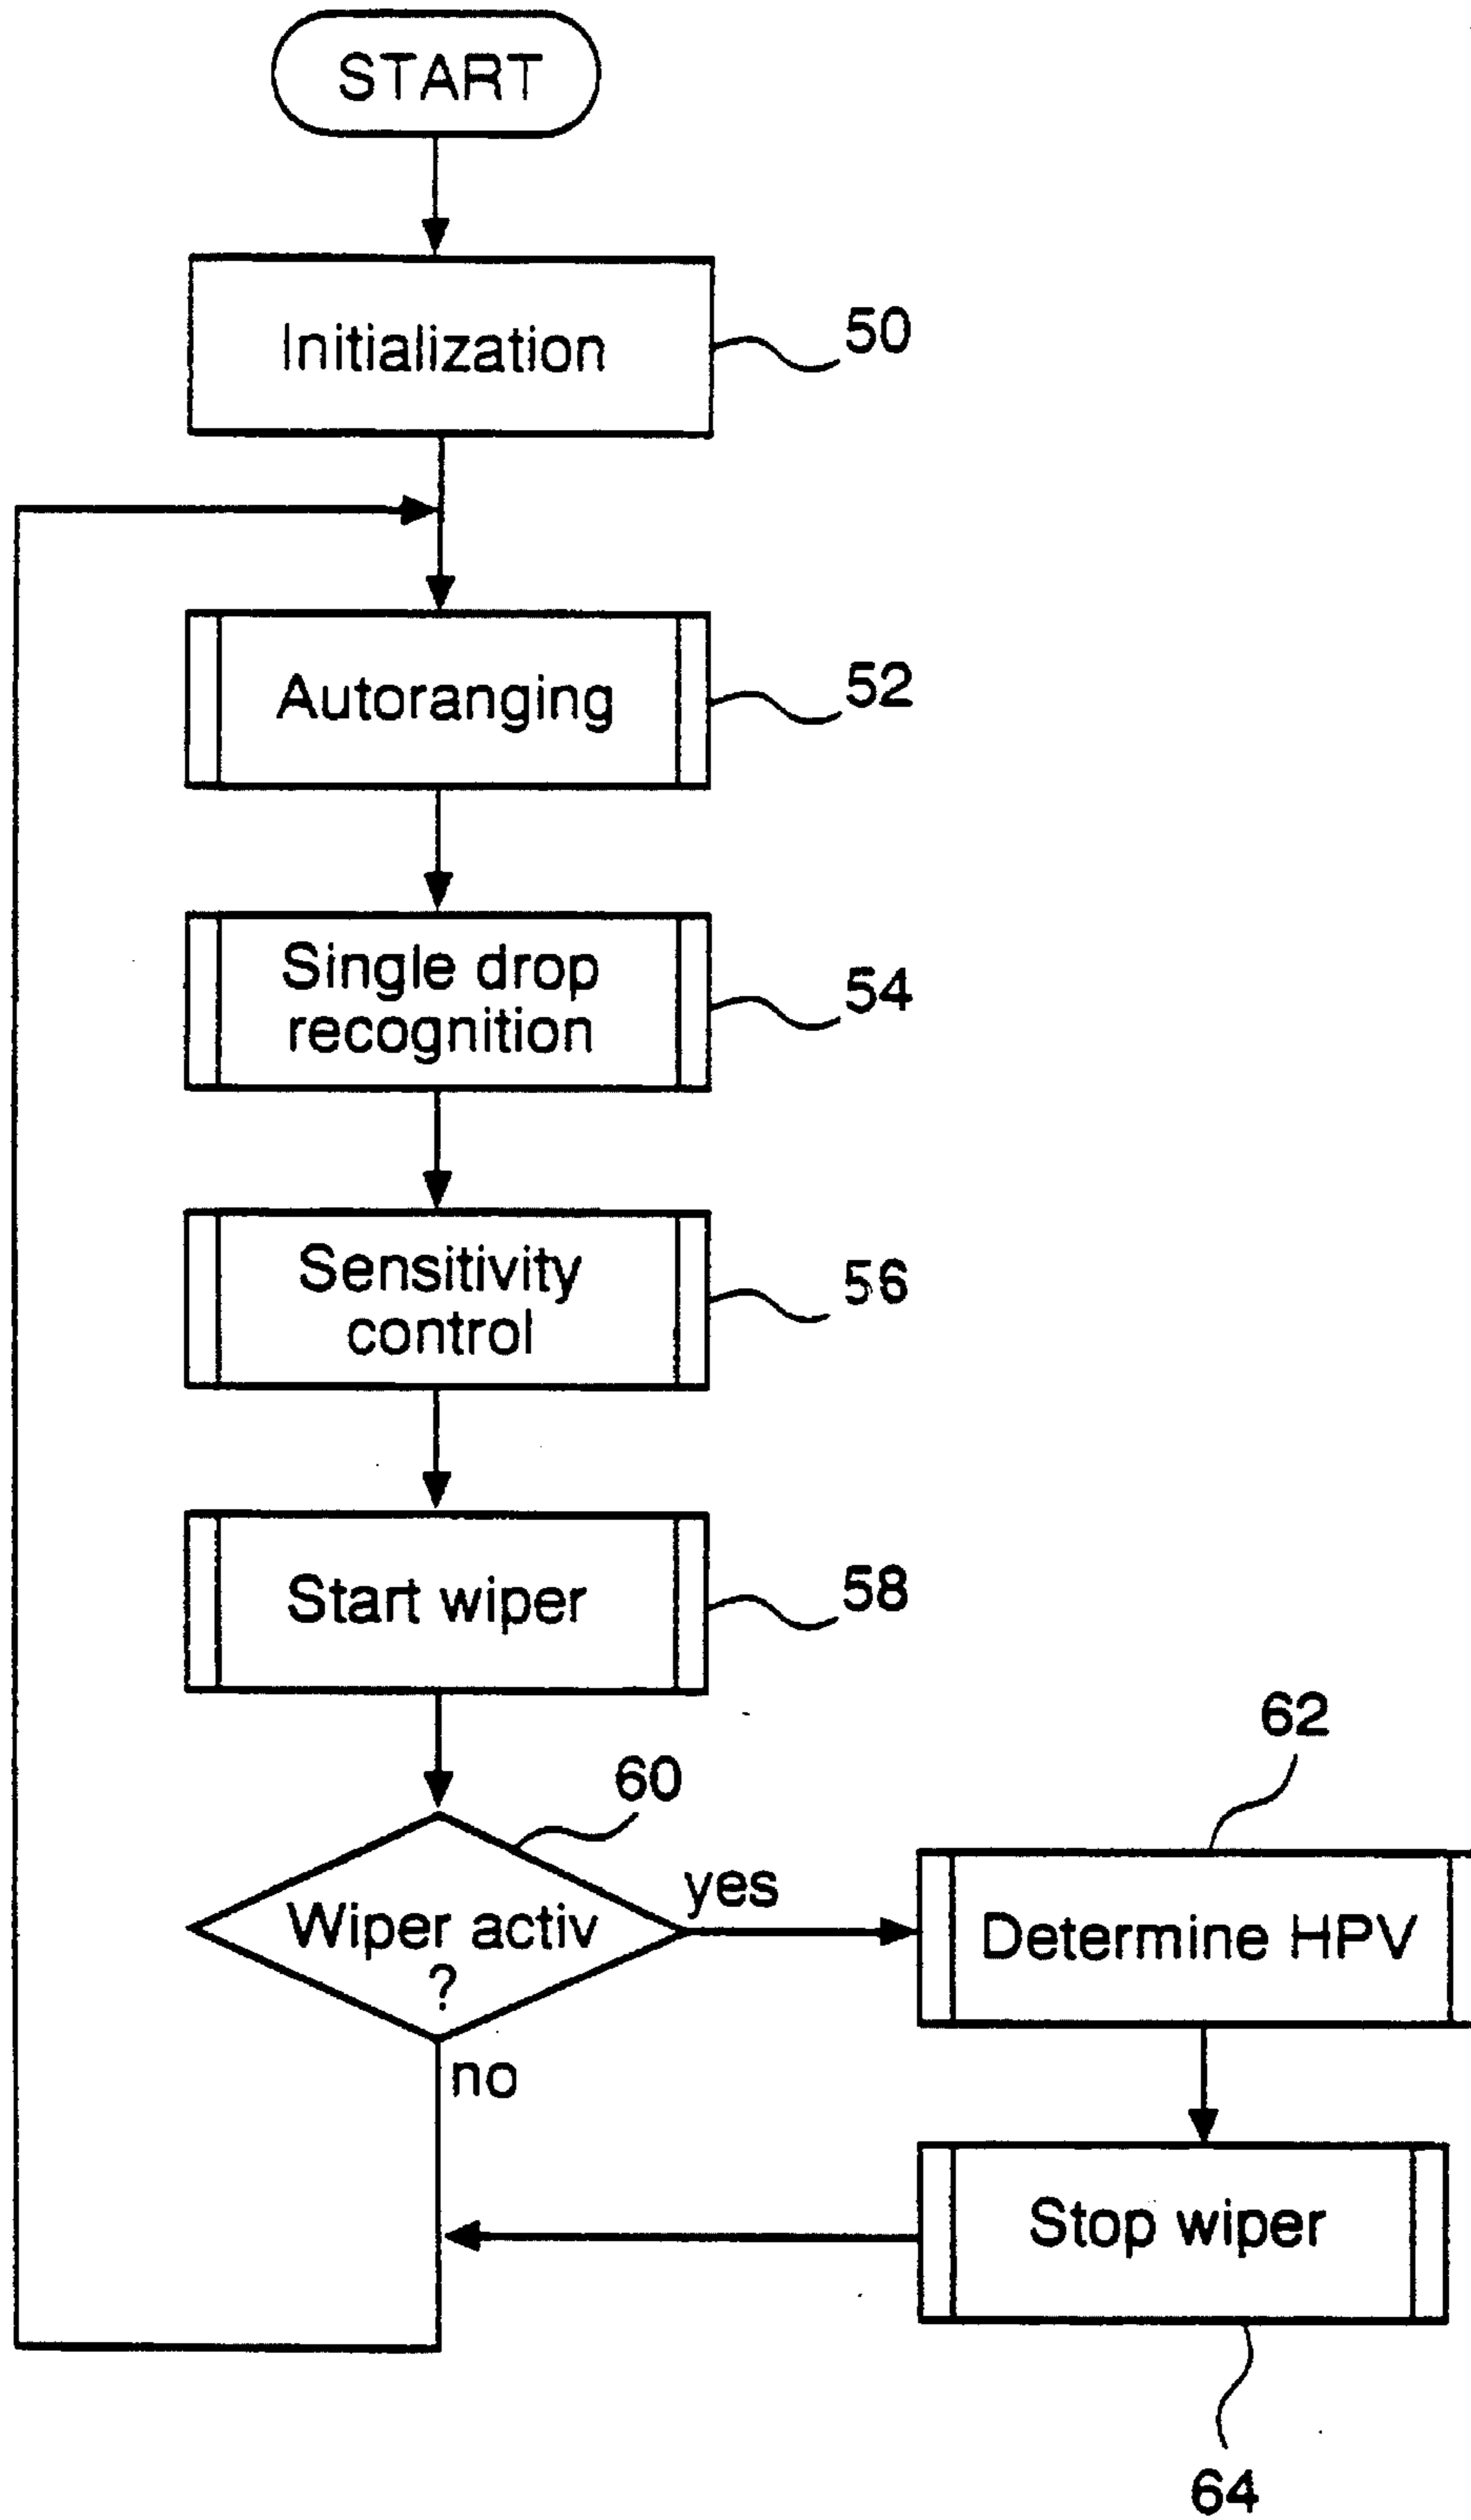 START
Initialization
50
Autoranging
52
Single drop
recognition
54
Sensitivity
control
56
Start wiper
58
60
Wiper activ
?
yes
no
62
Determine HPV
Stop wiper
64